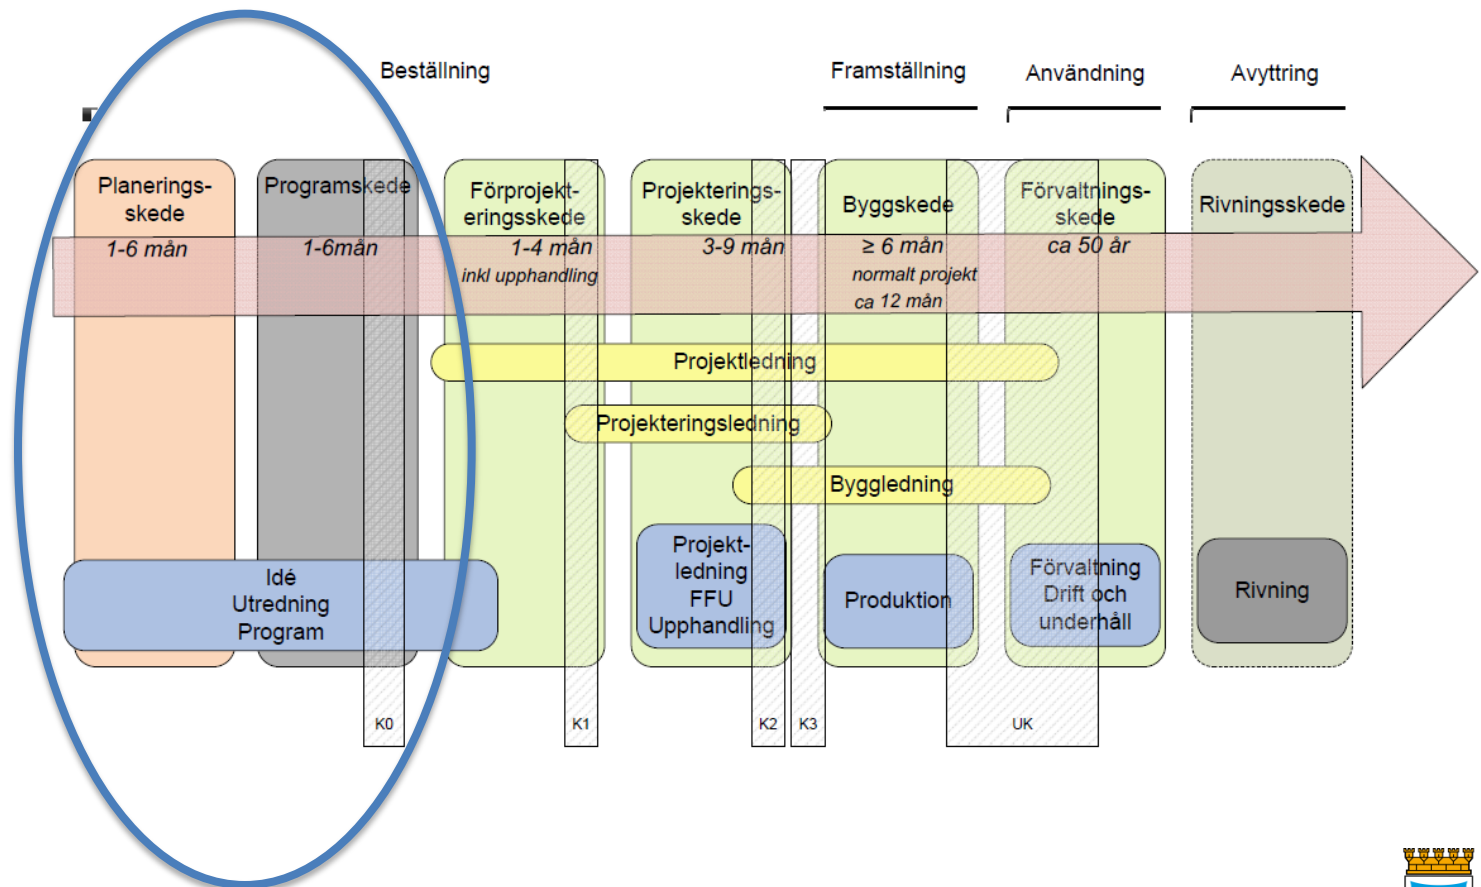 Beställning
Framställning
Användning
Avyttring
Planerings-
skede
1-6 mån
Programskede
1-6mån
Förprojekt-
eringsskede
1-4 mån
inkl upphandling
Projekterings-
skede
3-9 mån
Byggskede
≥ 6 mån
normalt projekt
ca 12 mån
Förvaltnings-
skede
ca 50 år
Rivningsskede
Projektledning
Projekteringsledning
Byggledning
Idé
Utredning
Program
Projekt-
ledning
FFU
Upphandling
Produktion
Förvaltning
Drift och
underhåll
Rivning
K0
K1
K2
K3
UK